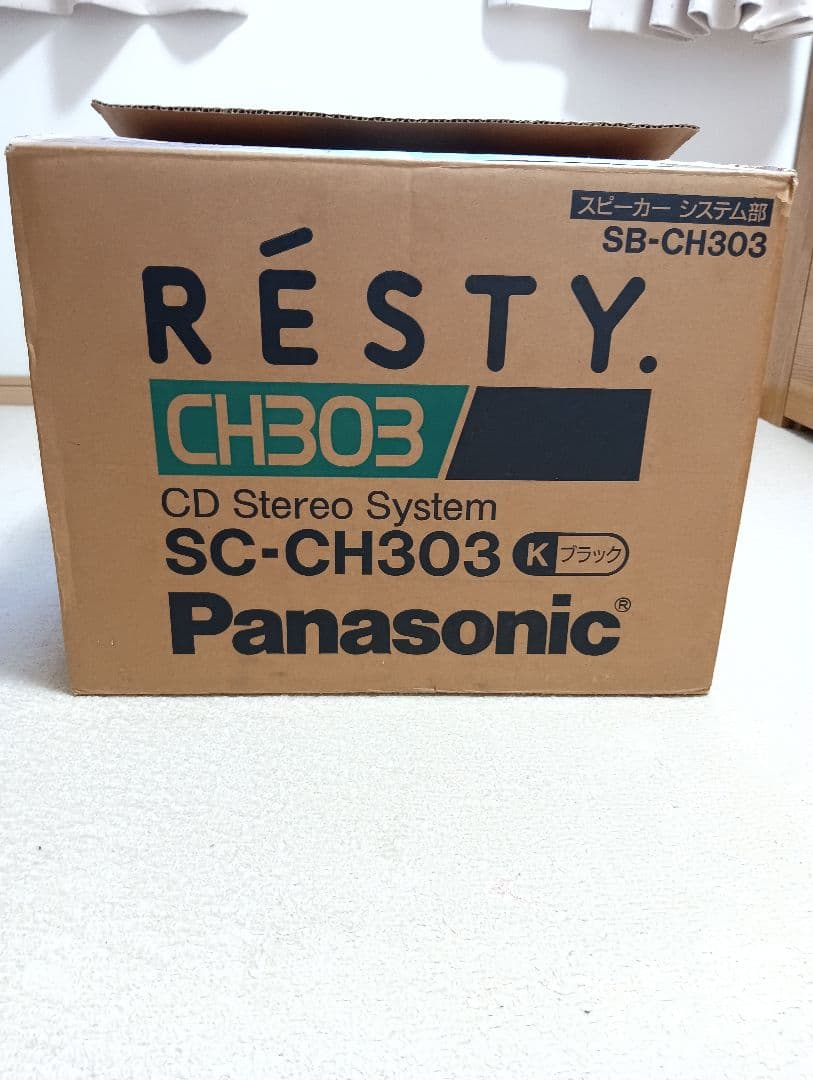 スピーカー システム部
SB-CH303
RÉSTY.
CH303
CD Stereo System
SC-CH303 K ブラック
Panasonic®